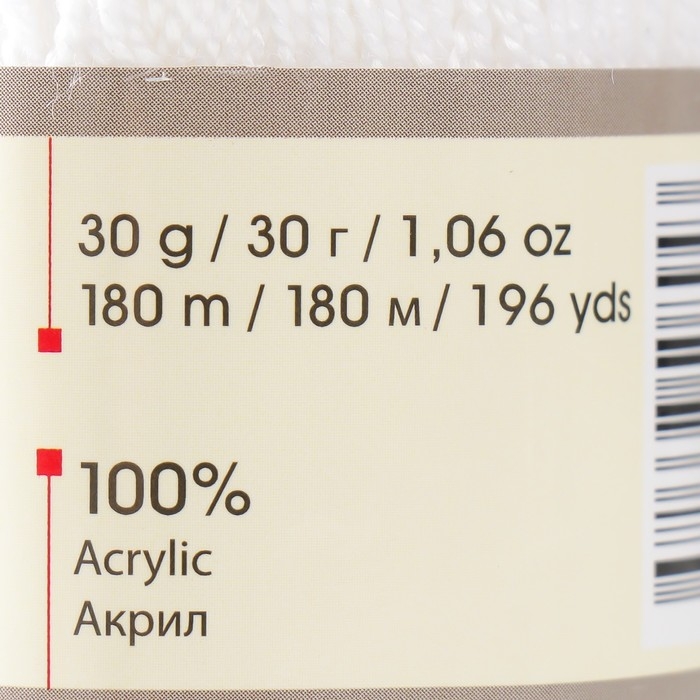 30 g / 30 г / 1,06 oz
180 m / 180 м / 196 yds
100%
Acrylic
Акрил